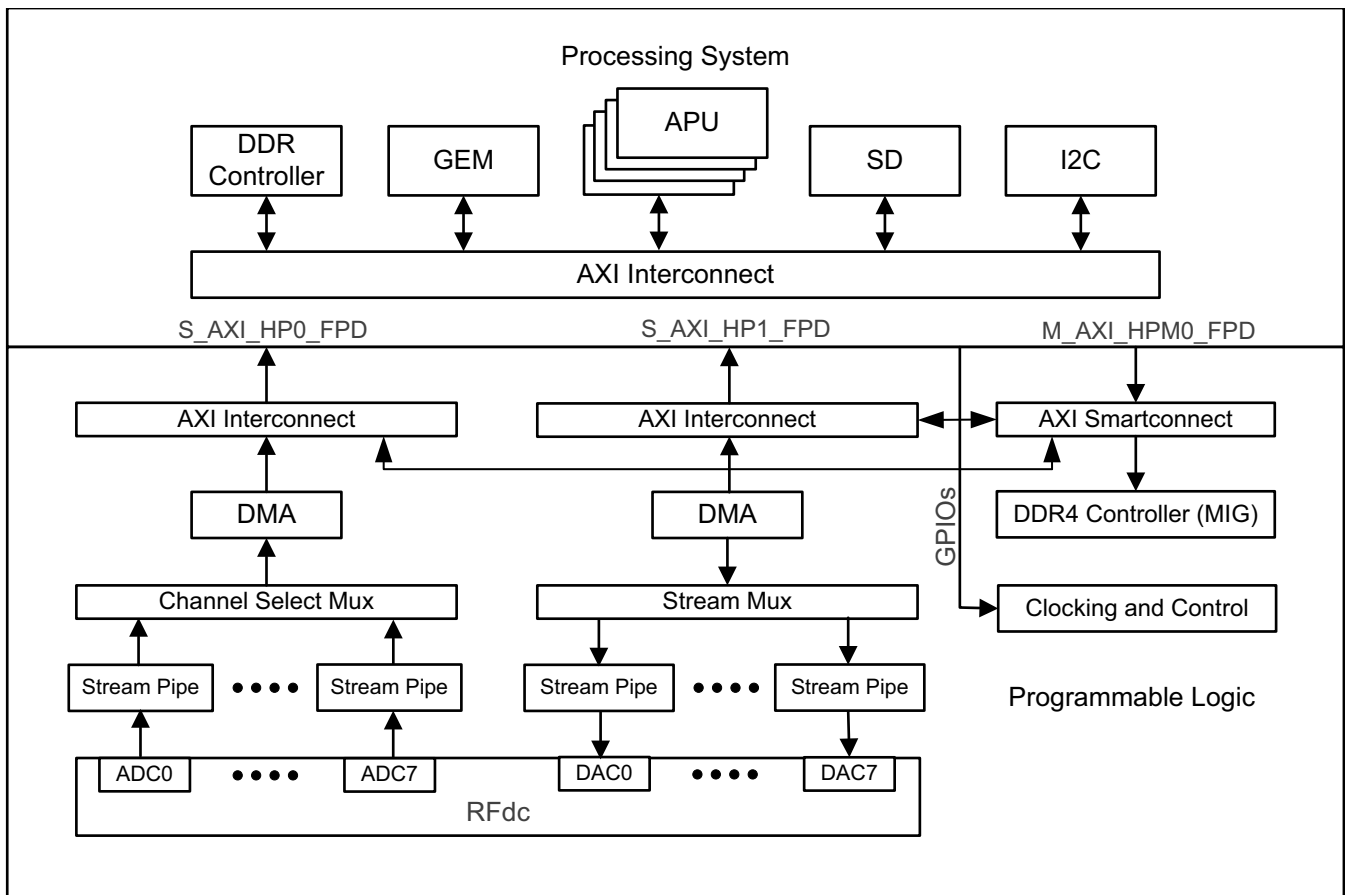 Processing System
DDR
Controller
GEM
APU
SD
I2C
AXI Interconnect
S_AXI_HP0_FPD
S_AXI_HP1_FPD
M_AXI_HPM0_FPD
AXI Interconnect
AXI Interconnect
AXI Smartconnect
DMA
DMA
DDR4 Controller (MIG)
GPIOs
Channel Select Mux
Stream Mux
Clocking and Control
Stream Pipe
Stream Pipe
Stream Pipe
Stream Pipe
Programmable Logic
ADC0
ADC7
DAC0
DAC7
RFdc